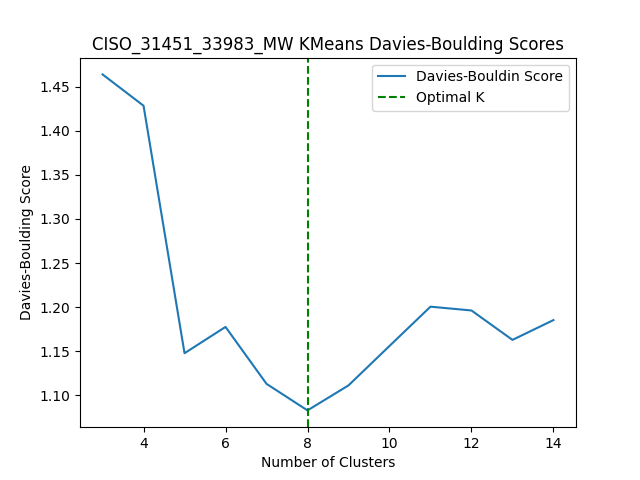 CISO_31451_33983_MW KMeans Davies-Boulding Scores
Davies-Bouldin Score
Optimal K
Davies-Boulding Score
1.45
1.40
1.35
1.30
1.25
1.20
1.15
1.10
4 6 8 10 12 14
Number of Clusters